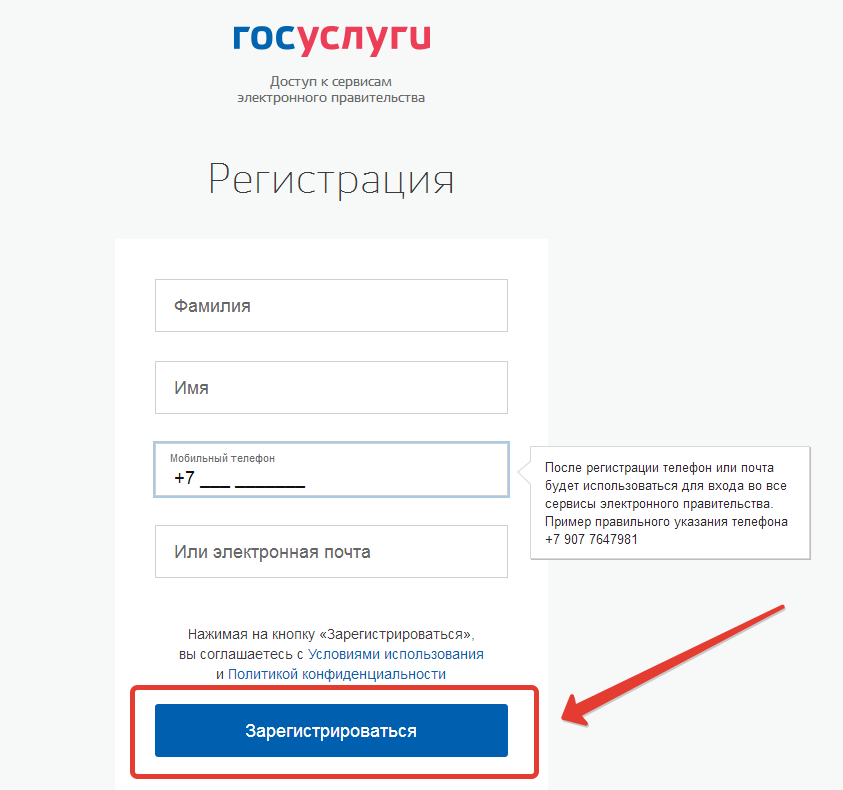 госуслуги
Доступ к сервисам
электронного правительства
Регистрация
Фамилия
Имя
Мобильный телефон
+7 ___ _______
После регистрации телефон или почта
будет использоваться для входа во все
сервисы электронного правительства.
Пример правильного указания телефона
+7 907 7647981
Или электронная почта
Нажимая на кнопку «Зарегистрироваться»,
вы соглашаетесь с Условиями использования
и Политикой конфиденциальности
Зарегистрироваться